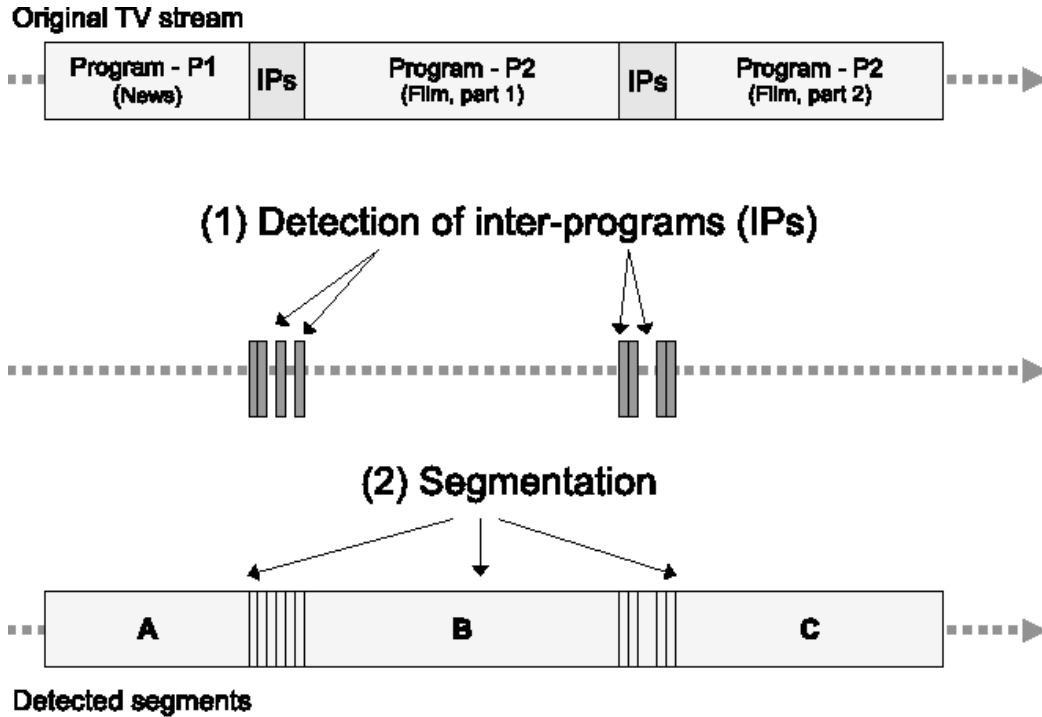 Original TV stream
Program - P1
(News)
IPs
Program - P2
(Film, part 1)
IPs
Program - P2
(Film, part 2)
(1) Detection of inter-programs (IPs)
(2) Segmentation
A
B
C
Detected segments